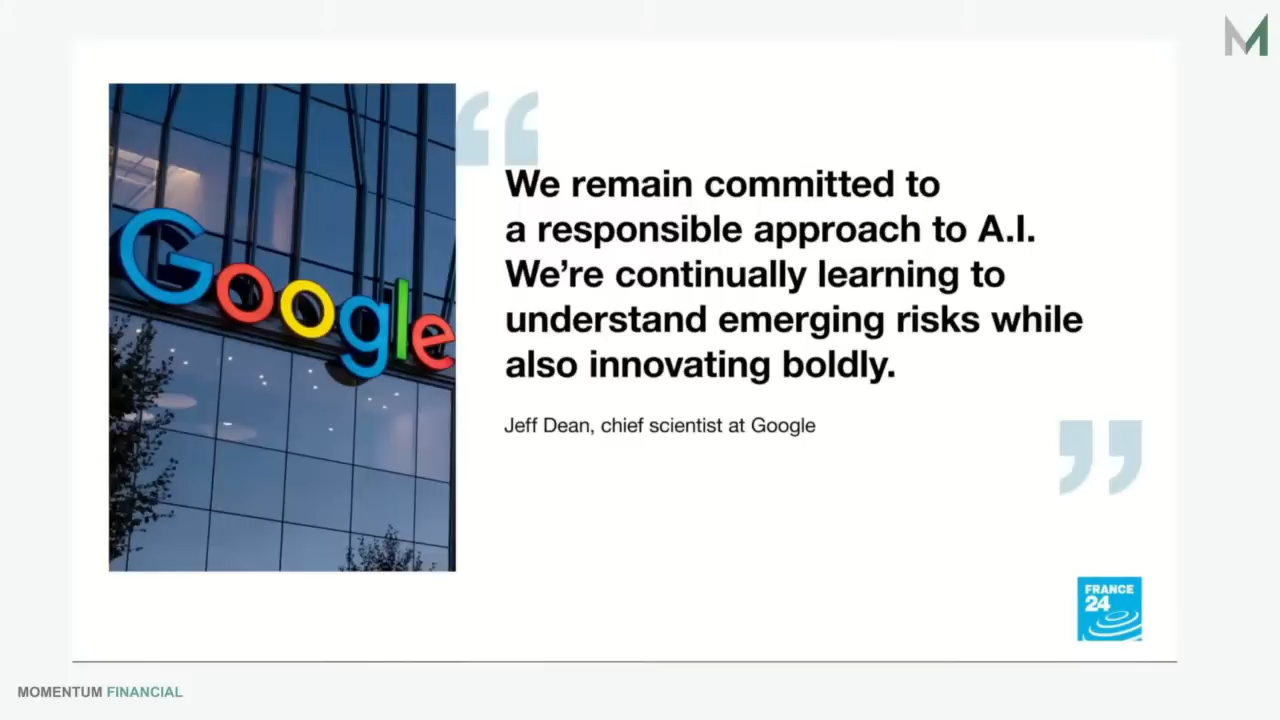 M
Google
“
We remain committed to
a responsible approach to A.I.
We’re continually learning to
understand emerging risks while
also innovating boldly.
Jeff Dean, chief scientist at Google
”
FRANCE
24
MOMENTUM FINANCIAL